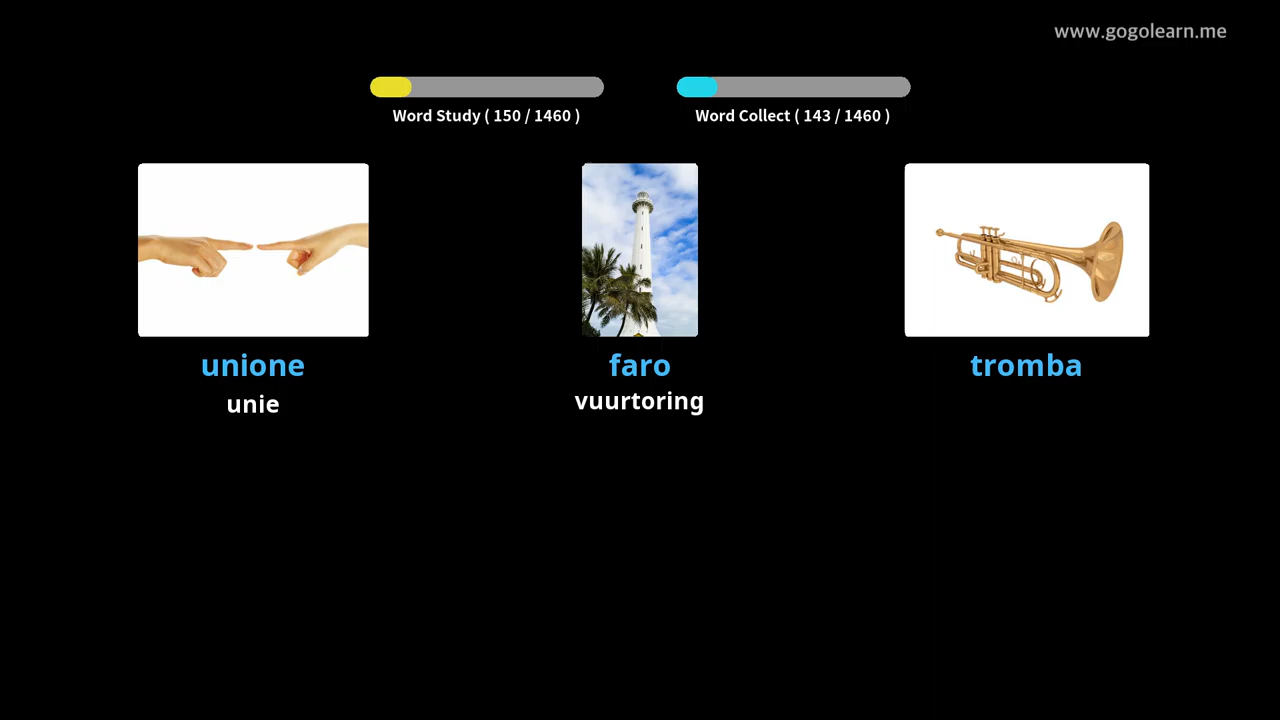 www.gogolearn.me
Word Study ( 150 / 1460 )
Word Collect ( 143 / 1460 )
unione
faro
tromba
unie
vuurtoring